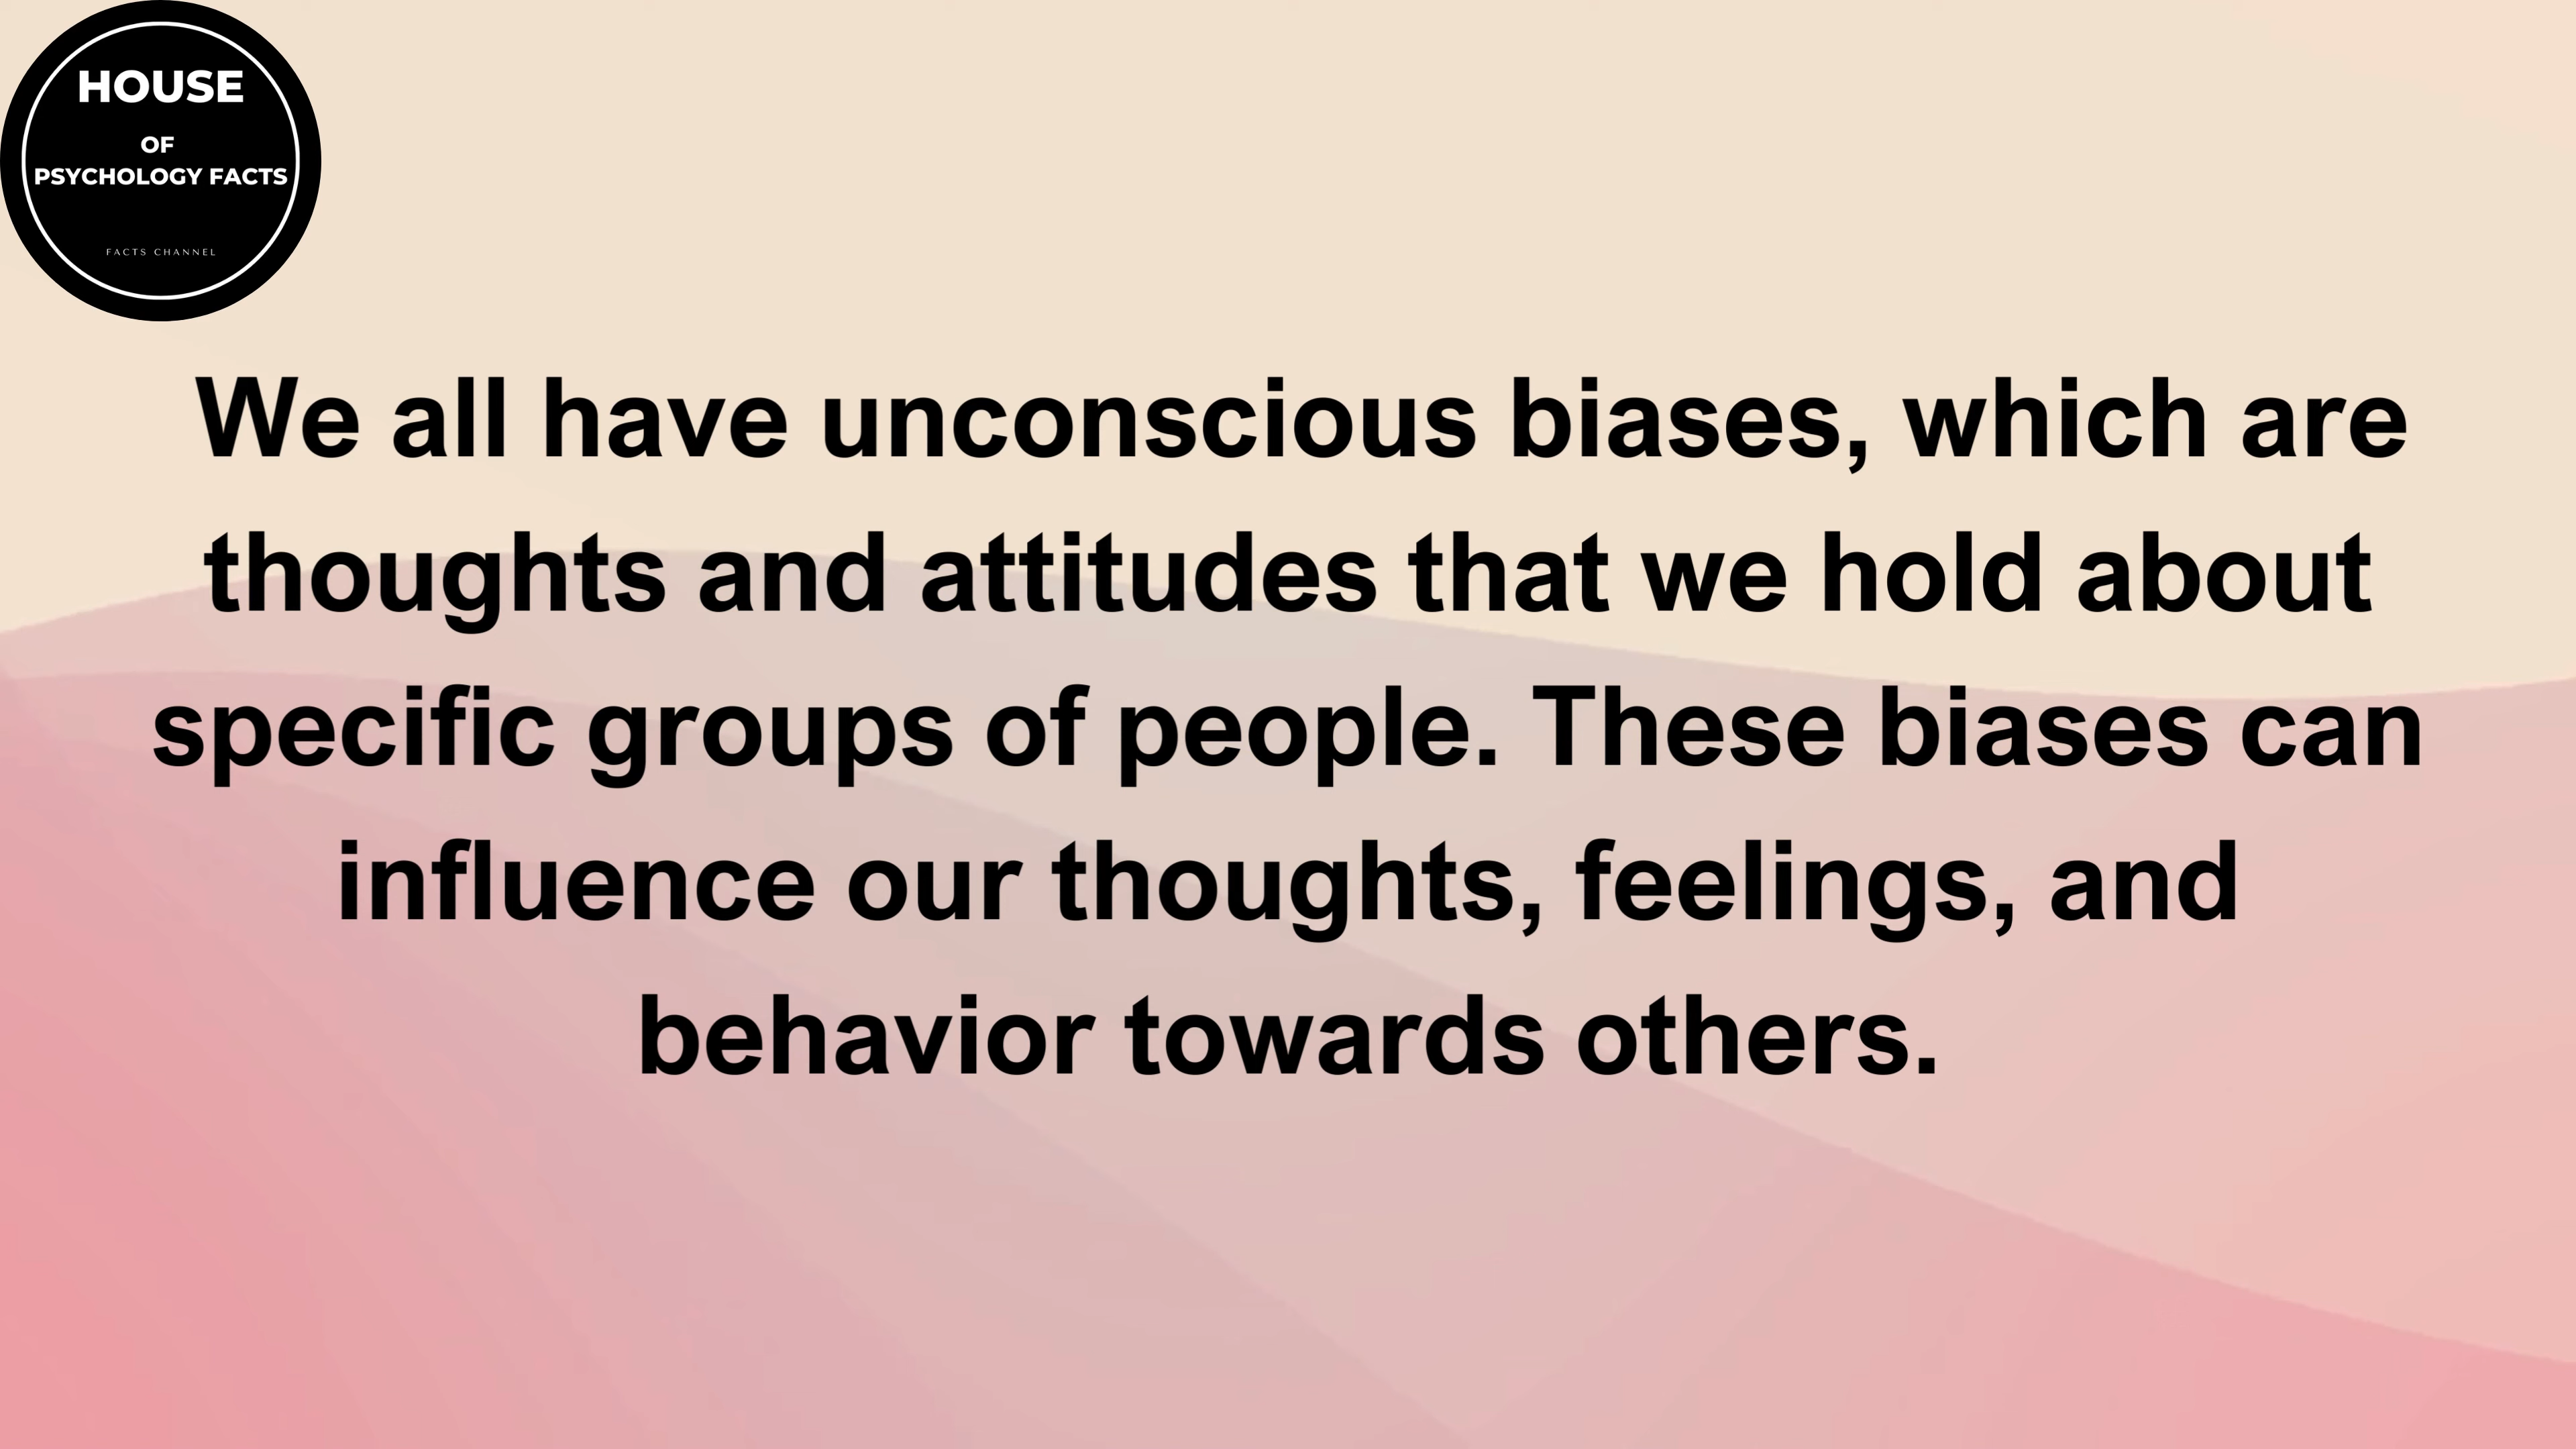 HOUSE
OF
PSYCHOLOGY FACTS
FACTS CHANNEL
We all have unconscious biases, which are
thoughts and attitudes that we hold about
specific groups of people. These biases can
influence our thoughts, feelings, and
behavior towards others.